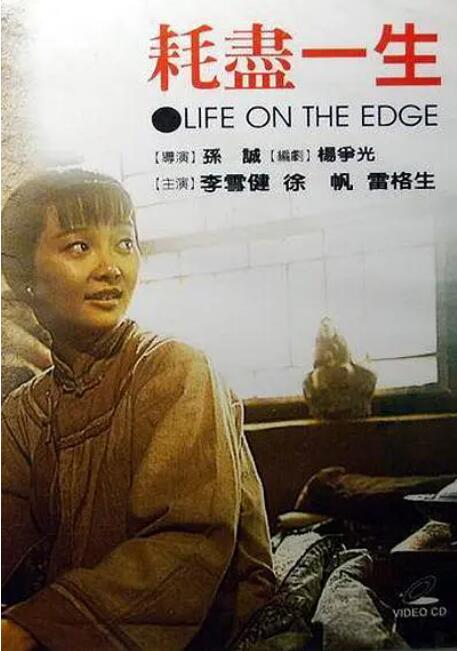 耗盡一生
●LIFE ON THE EDGE
【導演】孫 誠【編劇】楊爭光
【主演】李雪健 徐 帆 雷格生
VIDEO CD